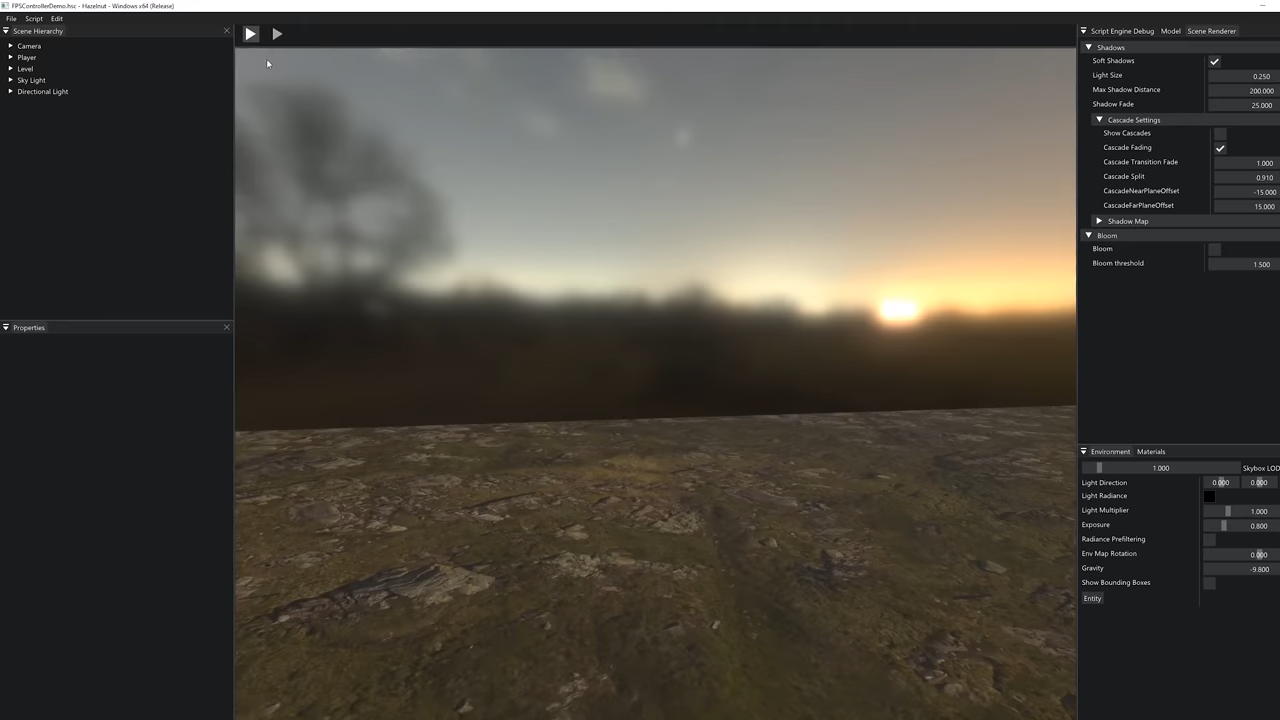 FPSControllerDemo.hsc - Hazelnut - Windows x64 (Release)
File Script Edit
Scene Hierarchy
Camera
Player
Level
Sky Light
Directional Light
Properties
Script Engine Debug Model Scene Renderer
Shadows
Soft Shadows
Light Size 0.250
Max Shadow Distance 200.000
Shadow Fade 25.000
Cascade Settings
Show Cascades
Cascade Fading
Cascade Transition Fade 1.000
Cascade Split 0.910
CascadeNearPlaneOffset -15.000
CascadeFarPlaneOffset 15.000
Shadow Map
Bloom
Bloom
Bloom threshold 1.500
Environment Materials
1.000 Skybox LOD
Light Direction 0.000 0.000
Light Radiance
Light Multiplier 1.000
Exposure 0.800
Radiance Prefiltering
Env Map Rotation 0.000
Gravity -9.800
Show Bounding Boxes
Entity